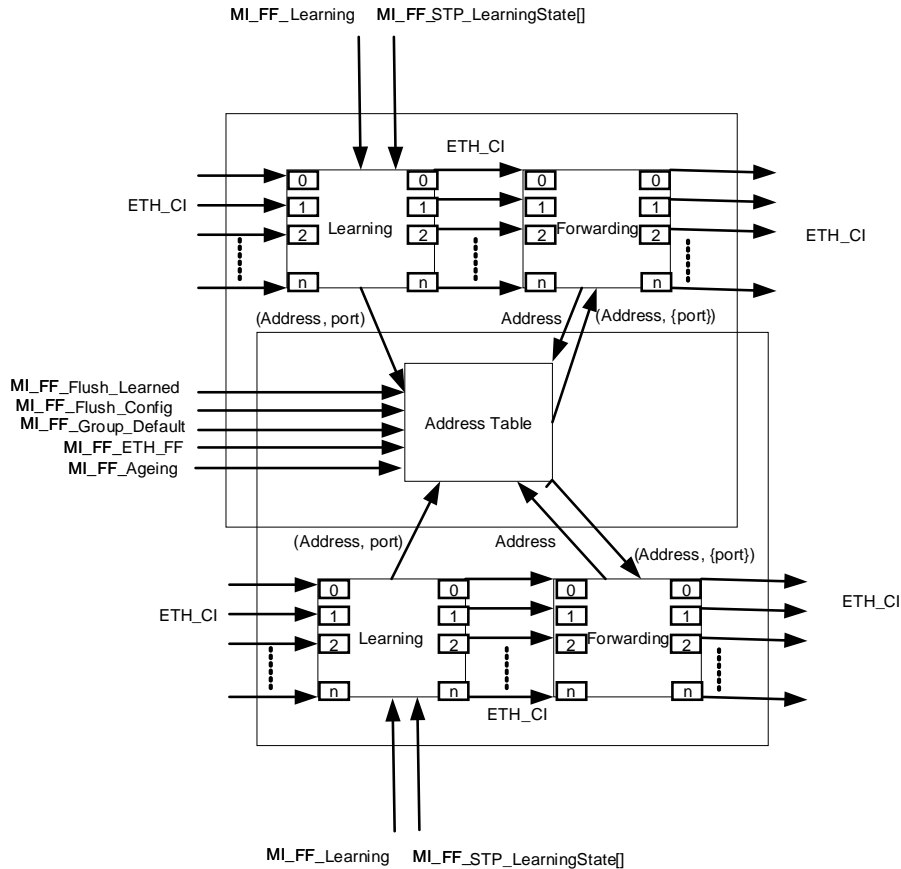 MI_FF_Learning MI_FF_STP_LearningState[]
ETH_CI
0 0 0 0
ETH_CI 1 1 1 1
Learning Forwarding
2 2 2 2
ETH_CI
n n n n
(Address, port) Address (Address, {port})
MI_FF_Flush_Learned
MI_FF_Flush_Config
MI_FF_Group_Default
MI_FF_ETH_FF
MI_FF_Ageing
Address Table
(Address, port) Address (Address, {port})
0 0 0 0
ETH_CI 1 1 1 1 ETH_CI
2 Learning 2 2 Forwarding 2
n n n n
ETH_CI
MI_FF_Learning MI_FF_STP_LearningState[]